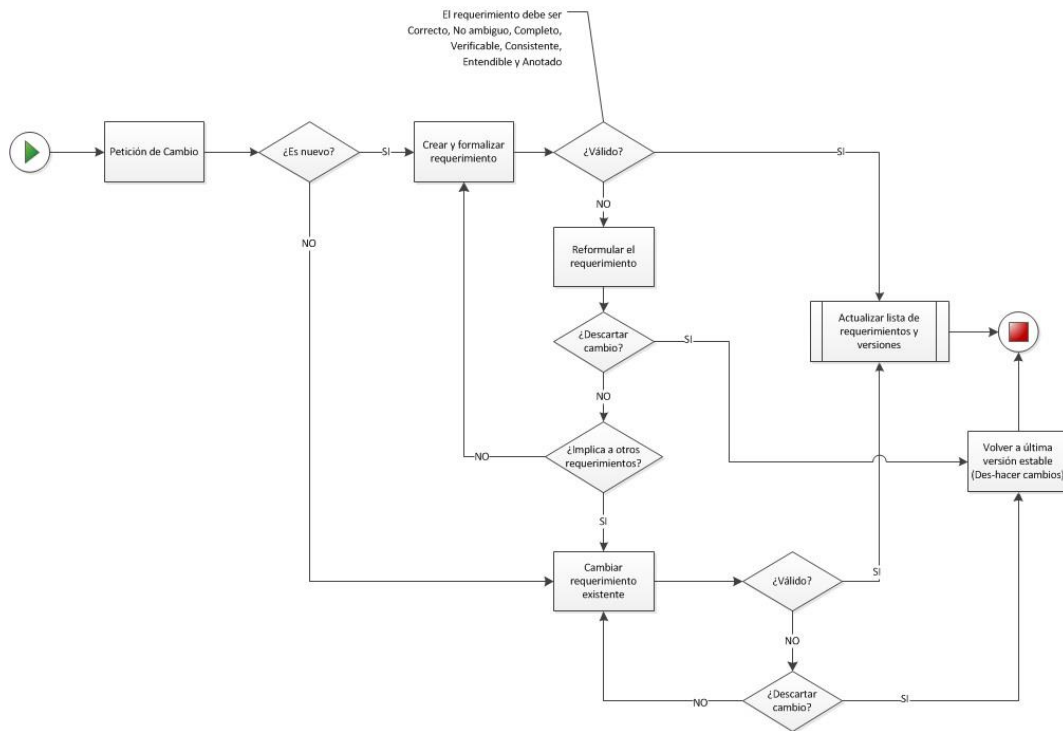 El requerimiento debe ser
Correcto, No ambiguo, Completo,
Verificable, Consistente,
Entendible y Anotado
Petición de Cambio
¿Es nuevo?
SI
Crear y formalizar
requerimiento
¿Válido?
SI
NO
NO
Reformular el
requerimiento
¿Descartar
cambio?
SI
Actualizar lista de
requerimientos y
versiones
NO
¿Implica a otros
requerimientos?
NO
Volver a última
versión estable
(Des-hacer cambios)
SI
Cambiar
requerimiento
existente
¿Válido?
SI
NO
¿Descartar
cambio?
NO
SI